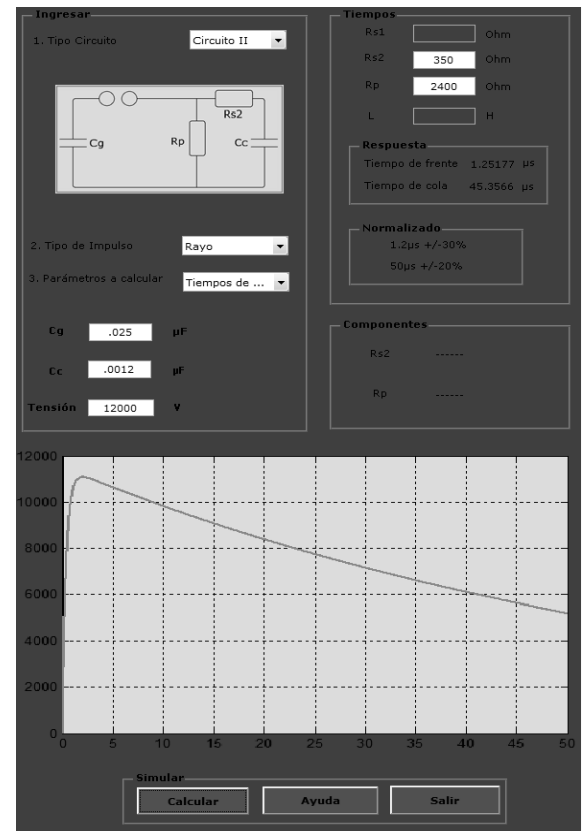 Ingresar
1. Tipo Circuito
Circuito II
Cg
Rp
Rs2
Cc
2. Tipo de Impulso
Rayo
3. Parámetros a calcular
Tiempos de ...
Cg
.025
µF
Cc
.0012
µF
Tensión
12000
V
Tiempos
Rs1
Ohm
Rs2
350
Ohm
Rp
2400
Ohm
L
H
Respuesta
Tiempo de frente 1.25177 µs
Tiempo de cola 45.3566 µs
Normalizado
1.2µs +/-30%
50µs +/-20%
Componentes
Rs2 ------
Rp ------
12000
10000
8000
6000
4000
2000
0
0 5 10 15 20 25 30 35 40 45 50
Simular
Calcular
Ayuda
Salir